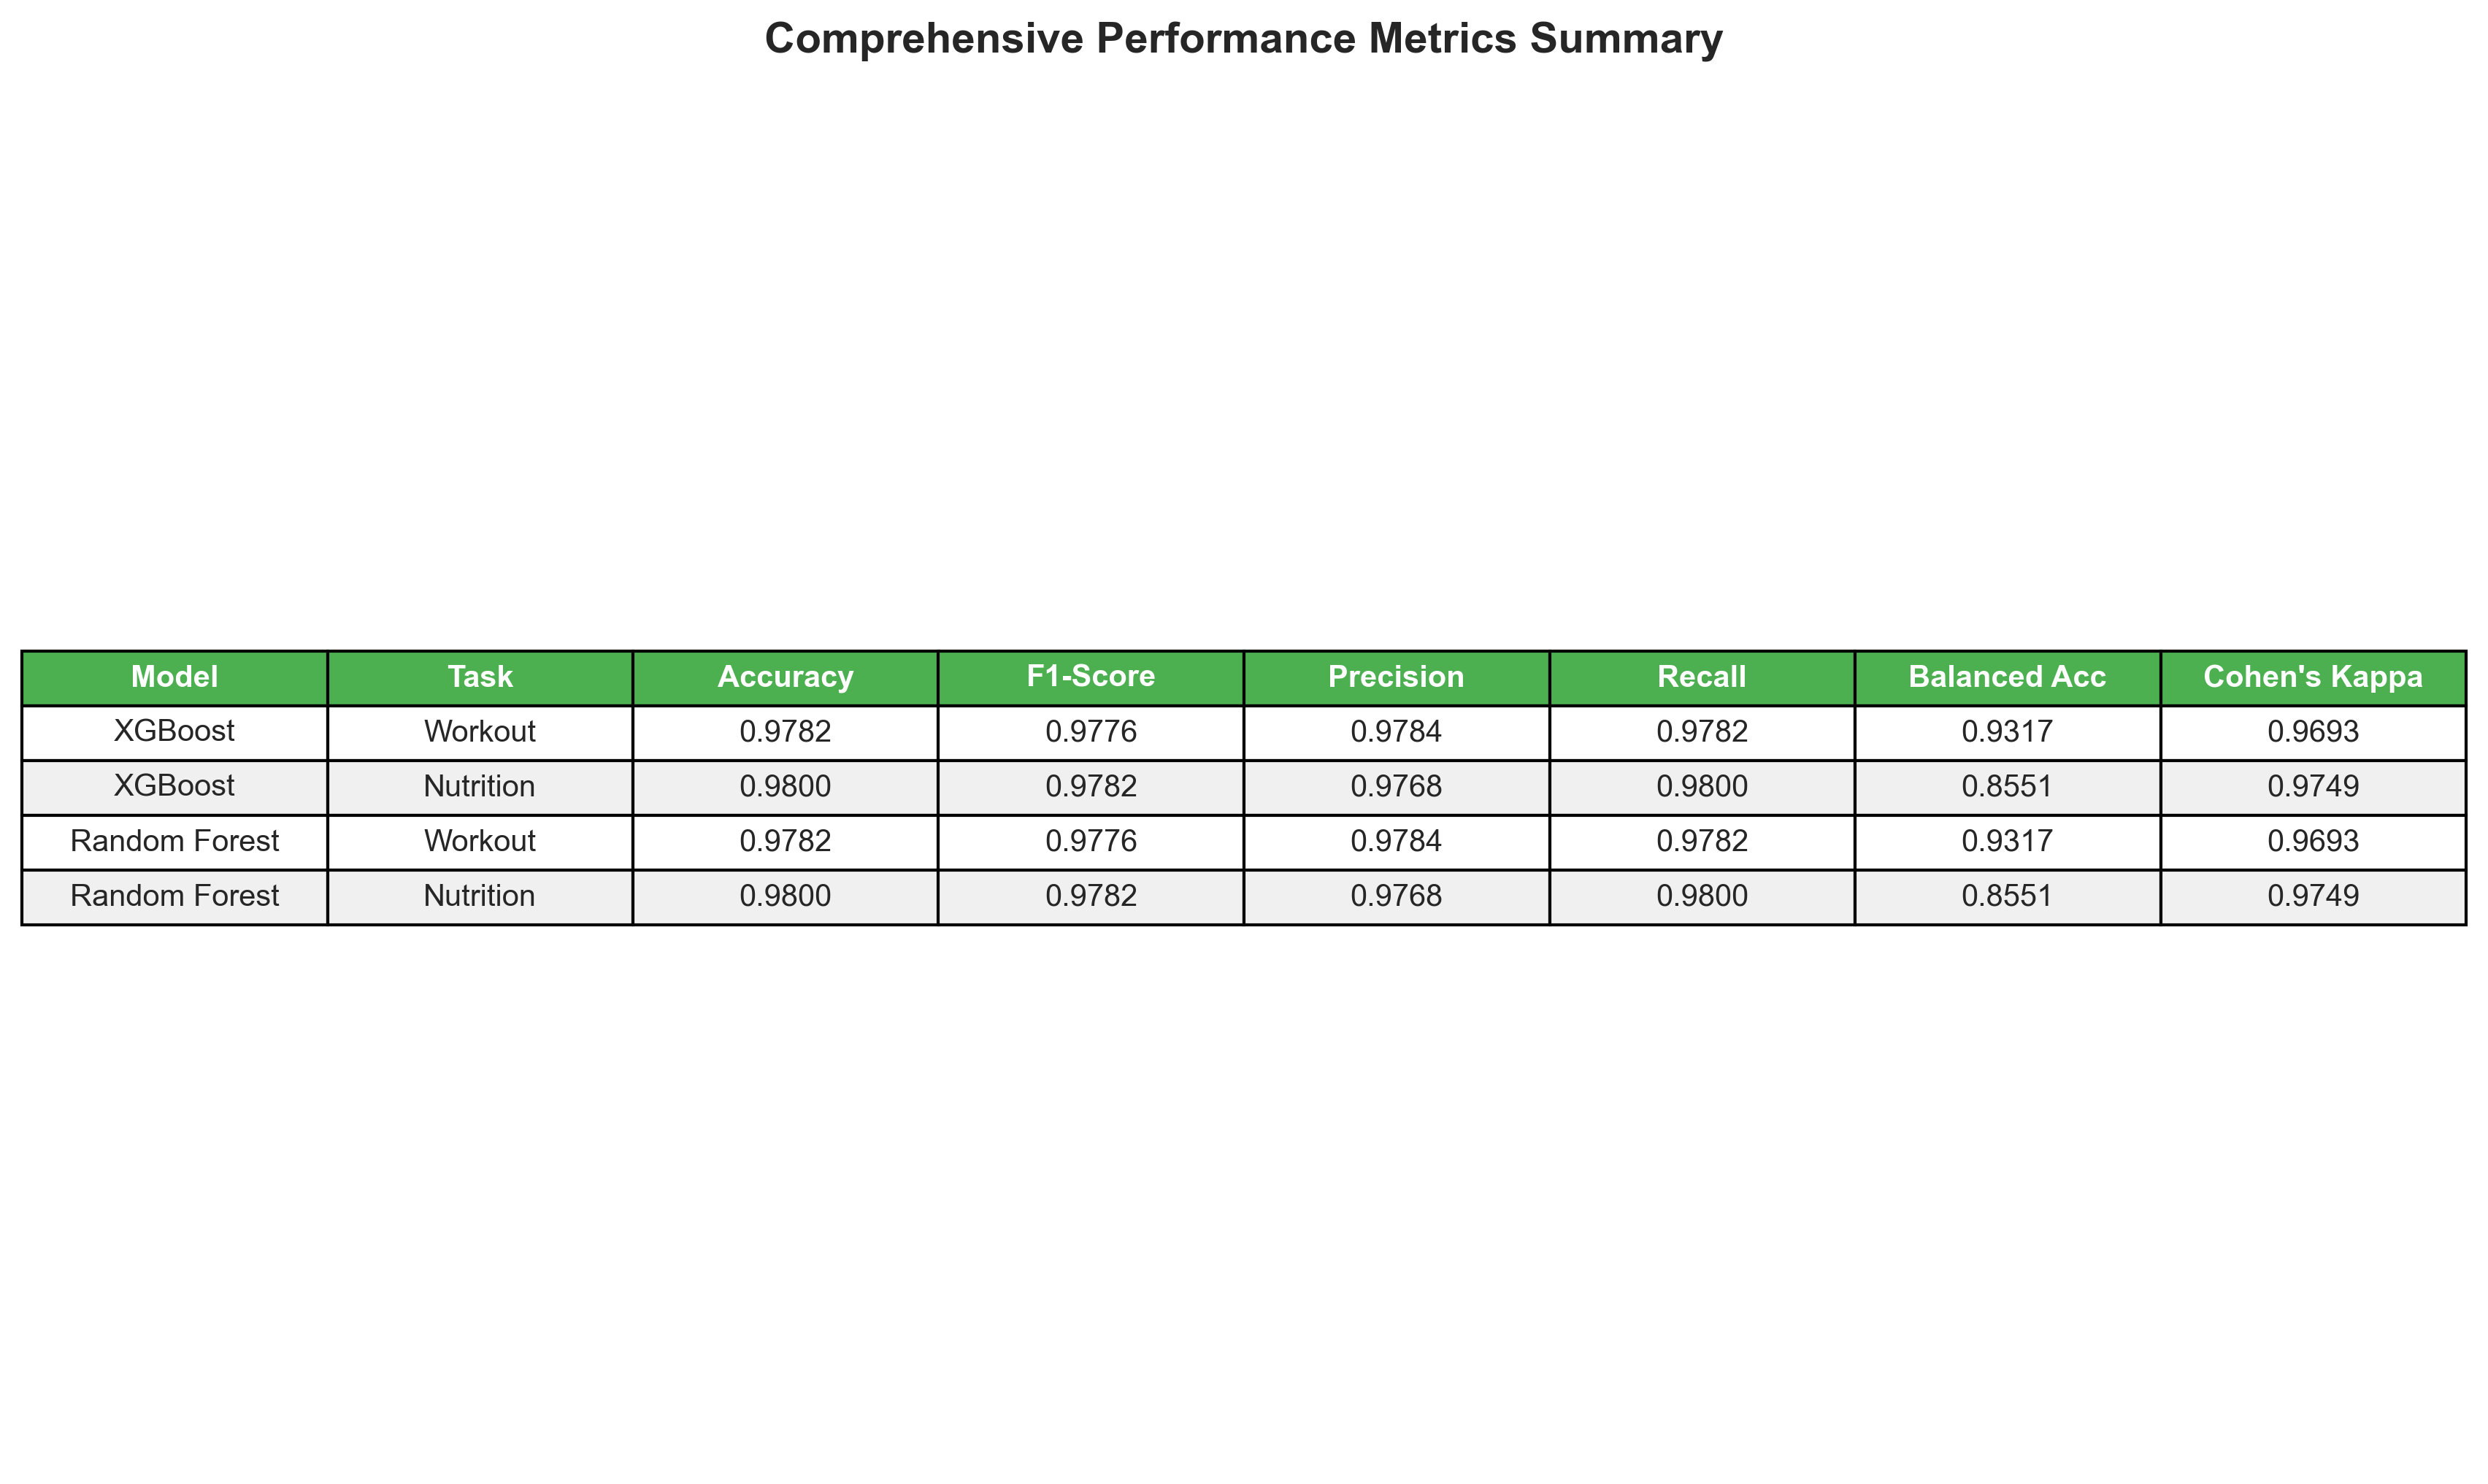 Comprehensive Performance Metrics Summary
Model Task Accuracy F1-Score Precision Recall Balanced Acc Cohen's Kappa
XGBoost Workout 0.9782 0.9776 0.9784 0.9782 0.9317 0.9693
XGBoost Nutrition 0.9800 0.9782 0.9768 0.9800 0.8551 0.9749
Random Forest Workout 0.9782 0.9776 0.9784 0.9782 0.9317 0.9693
Random Forest Nutrition 0.9800 0.9782 0.9768 0.9800 0.8551 0.9749